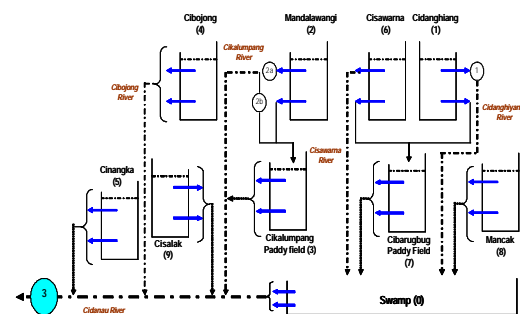 Cibojong
(4)
Mandalawangi
(2)
Cisawarna
(6)
Cidanghiang
(1)
Cikalumpang
River
2a
1
2b
Cibojong
River
Cidanghiyang
River
Cisawarna
River
Cinangka
(5)
Cisalak
(9)
Cikalumpang
Paddy field (3)
Cibarugbug
Paddy Field
(7)
Mancak
(8)
3
Cidanau River
Swamp (0)